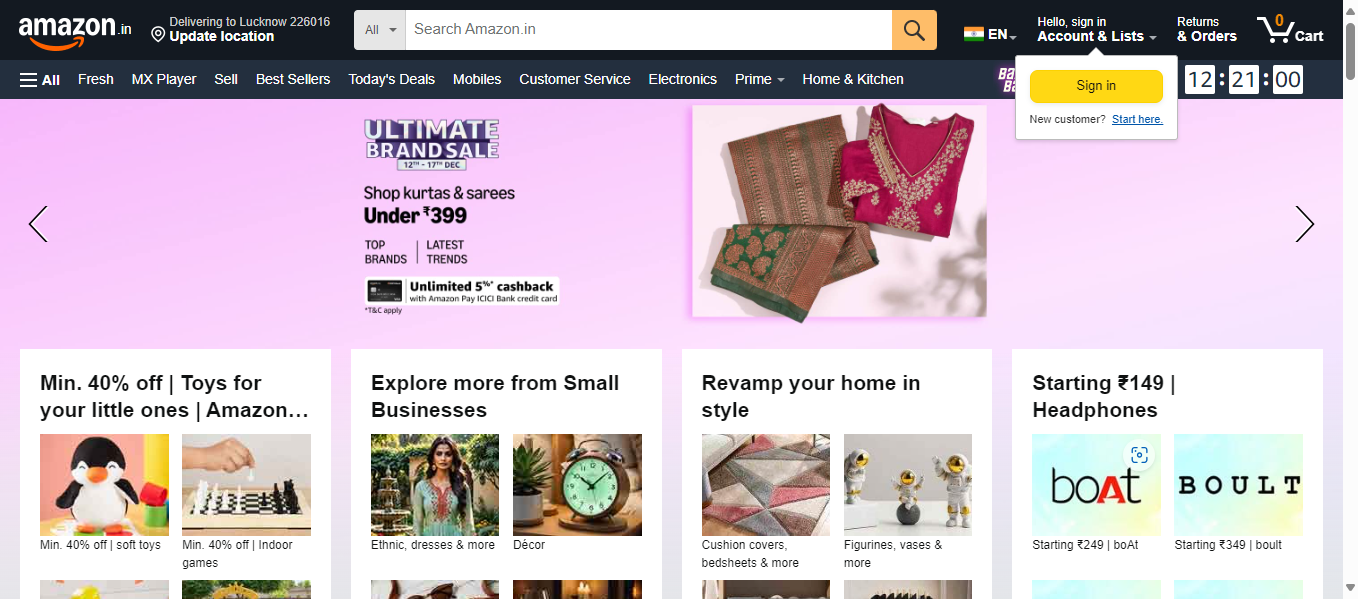 amazon.in
Delivering to Lucknow 226016
Update location
All
Search Amazon.in
EN
Hello, sign in
Account & Lists
Returns
& Orders
0
Cart
All
Fresh
MX Player
Sell
Best Sellers
Today's Deals
Mobiles
Customer Service
Electronics
Prime
Home & Kitchen
12:21:00
Sign in
New customer? Start here.
ULTIMATE
BRAND SALE
12TH - 17TH DEC
Shop kurtas & sarees
Under ₹399
TOP
BRANDS
LATEST
TRENDS
Unlimited 5%* cashback
with Amazon Pay ICICI Bank credit card
*T&C apply
Min. 40% off | Toys for
your little ones | Amazon…
Min. 40% off | soft toys
Min. 40% off | Indoor
games
Explore more from Small
Businesses
Ethnic, dresses & more
Décor
Revamp your home in
style
Cushion covers,
bedsheets & more
Figurines, vases &
more
Starting ₹149 |
Headphones
boAt
BOULT
Starting ₹249 | boAt
Starting ₹349 | boult